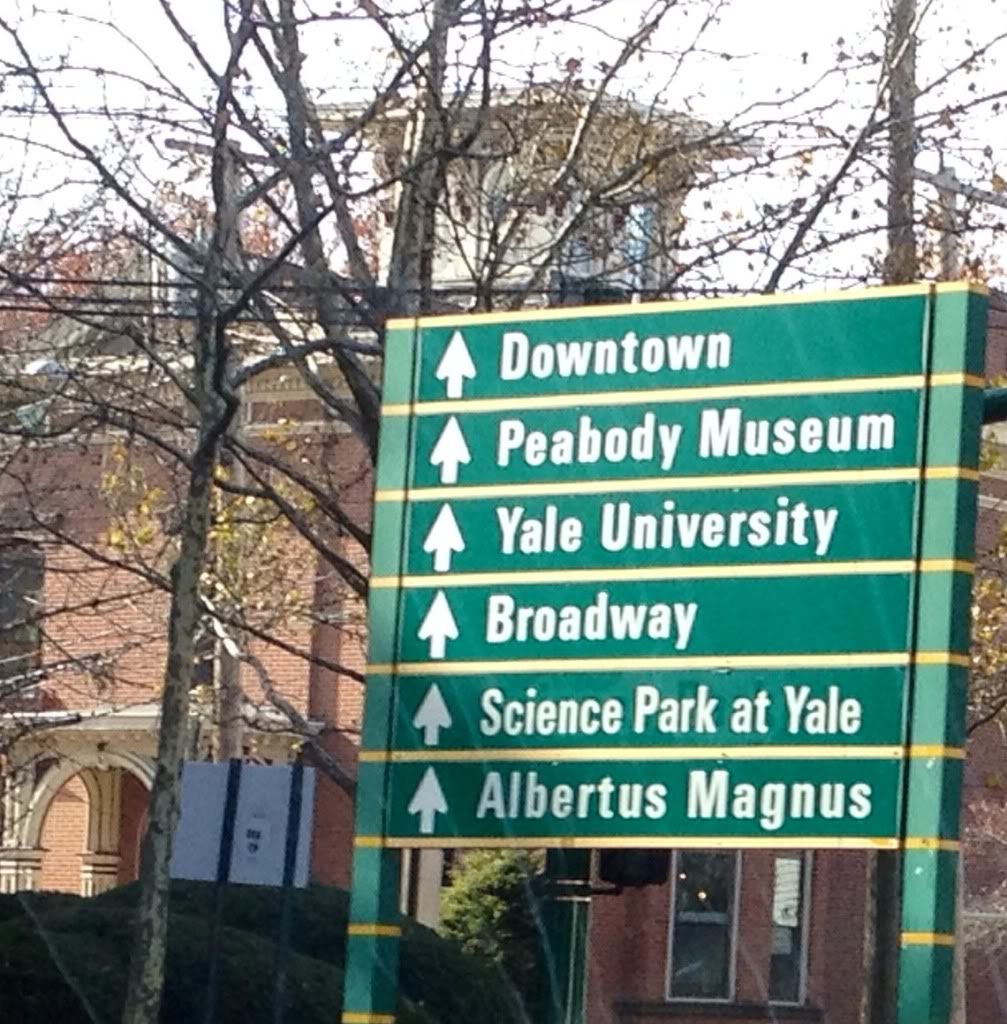 Downtown
Peabody Museum
Yale University
Broadway
Science Park at Yale
Albertus Magnus